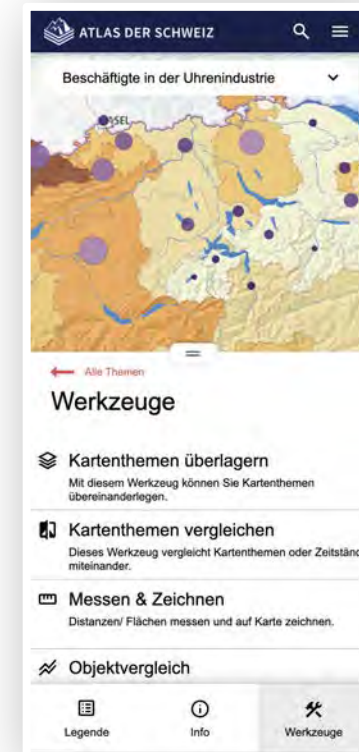 ATLAS DER SCHWEIZ
Beschäftigte in der Uhrenindustrie
BASEL
Alle Themen
Werkzeuge
Kartenthemen überlagern
Mit diesem Werkzeug können Sie Kartenthemen
übereinanderlegen.
Kartenthemen vergleichen
Dieses Werkzeug vergleicht Kartenthemen oder Zeitständ
miteinander.
Messen & Zeichnen
Distanzen/ Flächen messen und auf Karte zeichnen.
Objektvergleich
Legende
Info
Werkzeuge